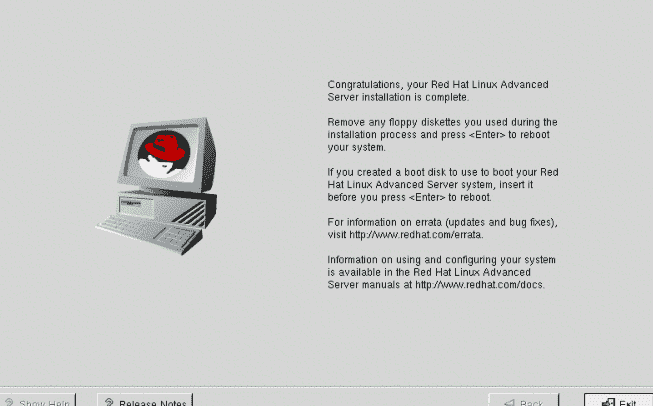 Congratulations, your Red Hat Linux Advanced
Server installation is complete.
Remove any floppy diskettes you used during the
installation process and press <Enter> to reboot
your system.
If you created a boot disk to use to boot your Red
Hat Linux Advanced Server system, insert it
before you press <Enter> to reboot.
For information on errata (updates and bug fixes),
visit http://www.redhat.com/errata.
Information on using and configuring your system
is available in the Red Hat Linux Advanced
Server manuals at http://www.redhat.com/docs.
Show Help
Release Notes
Back
Exit